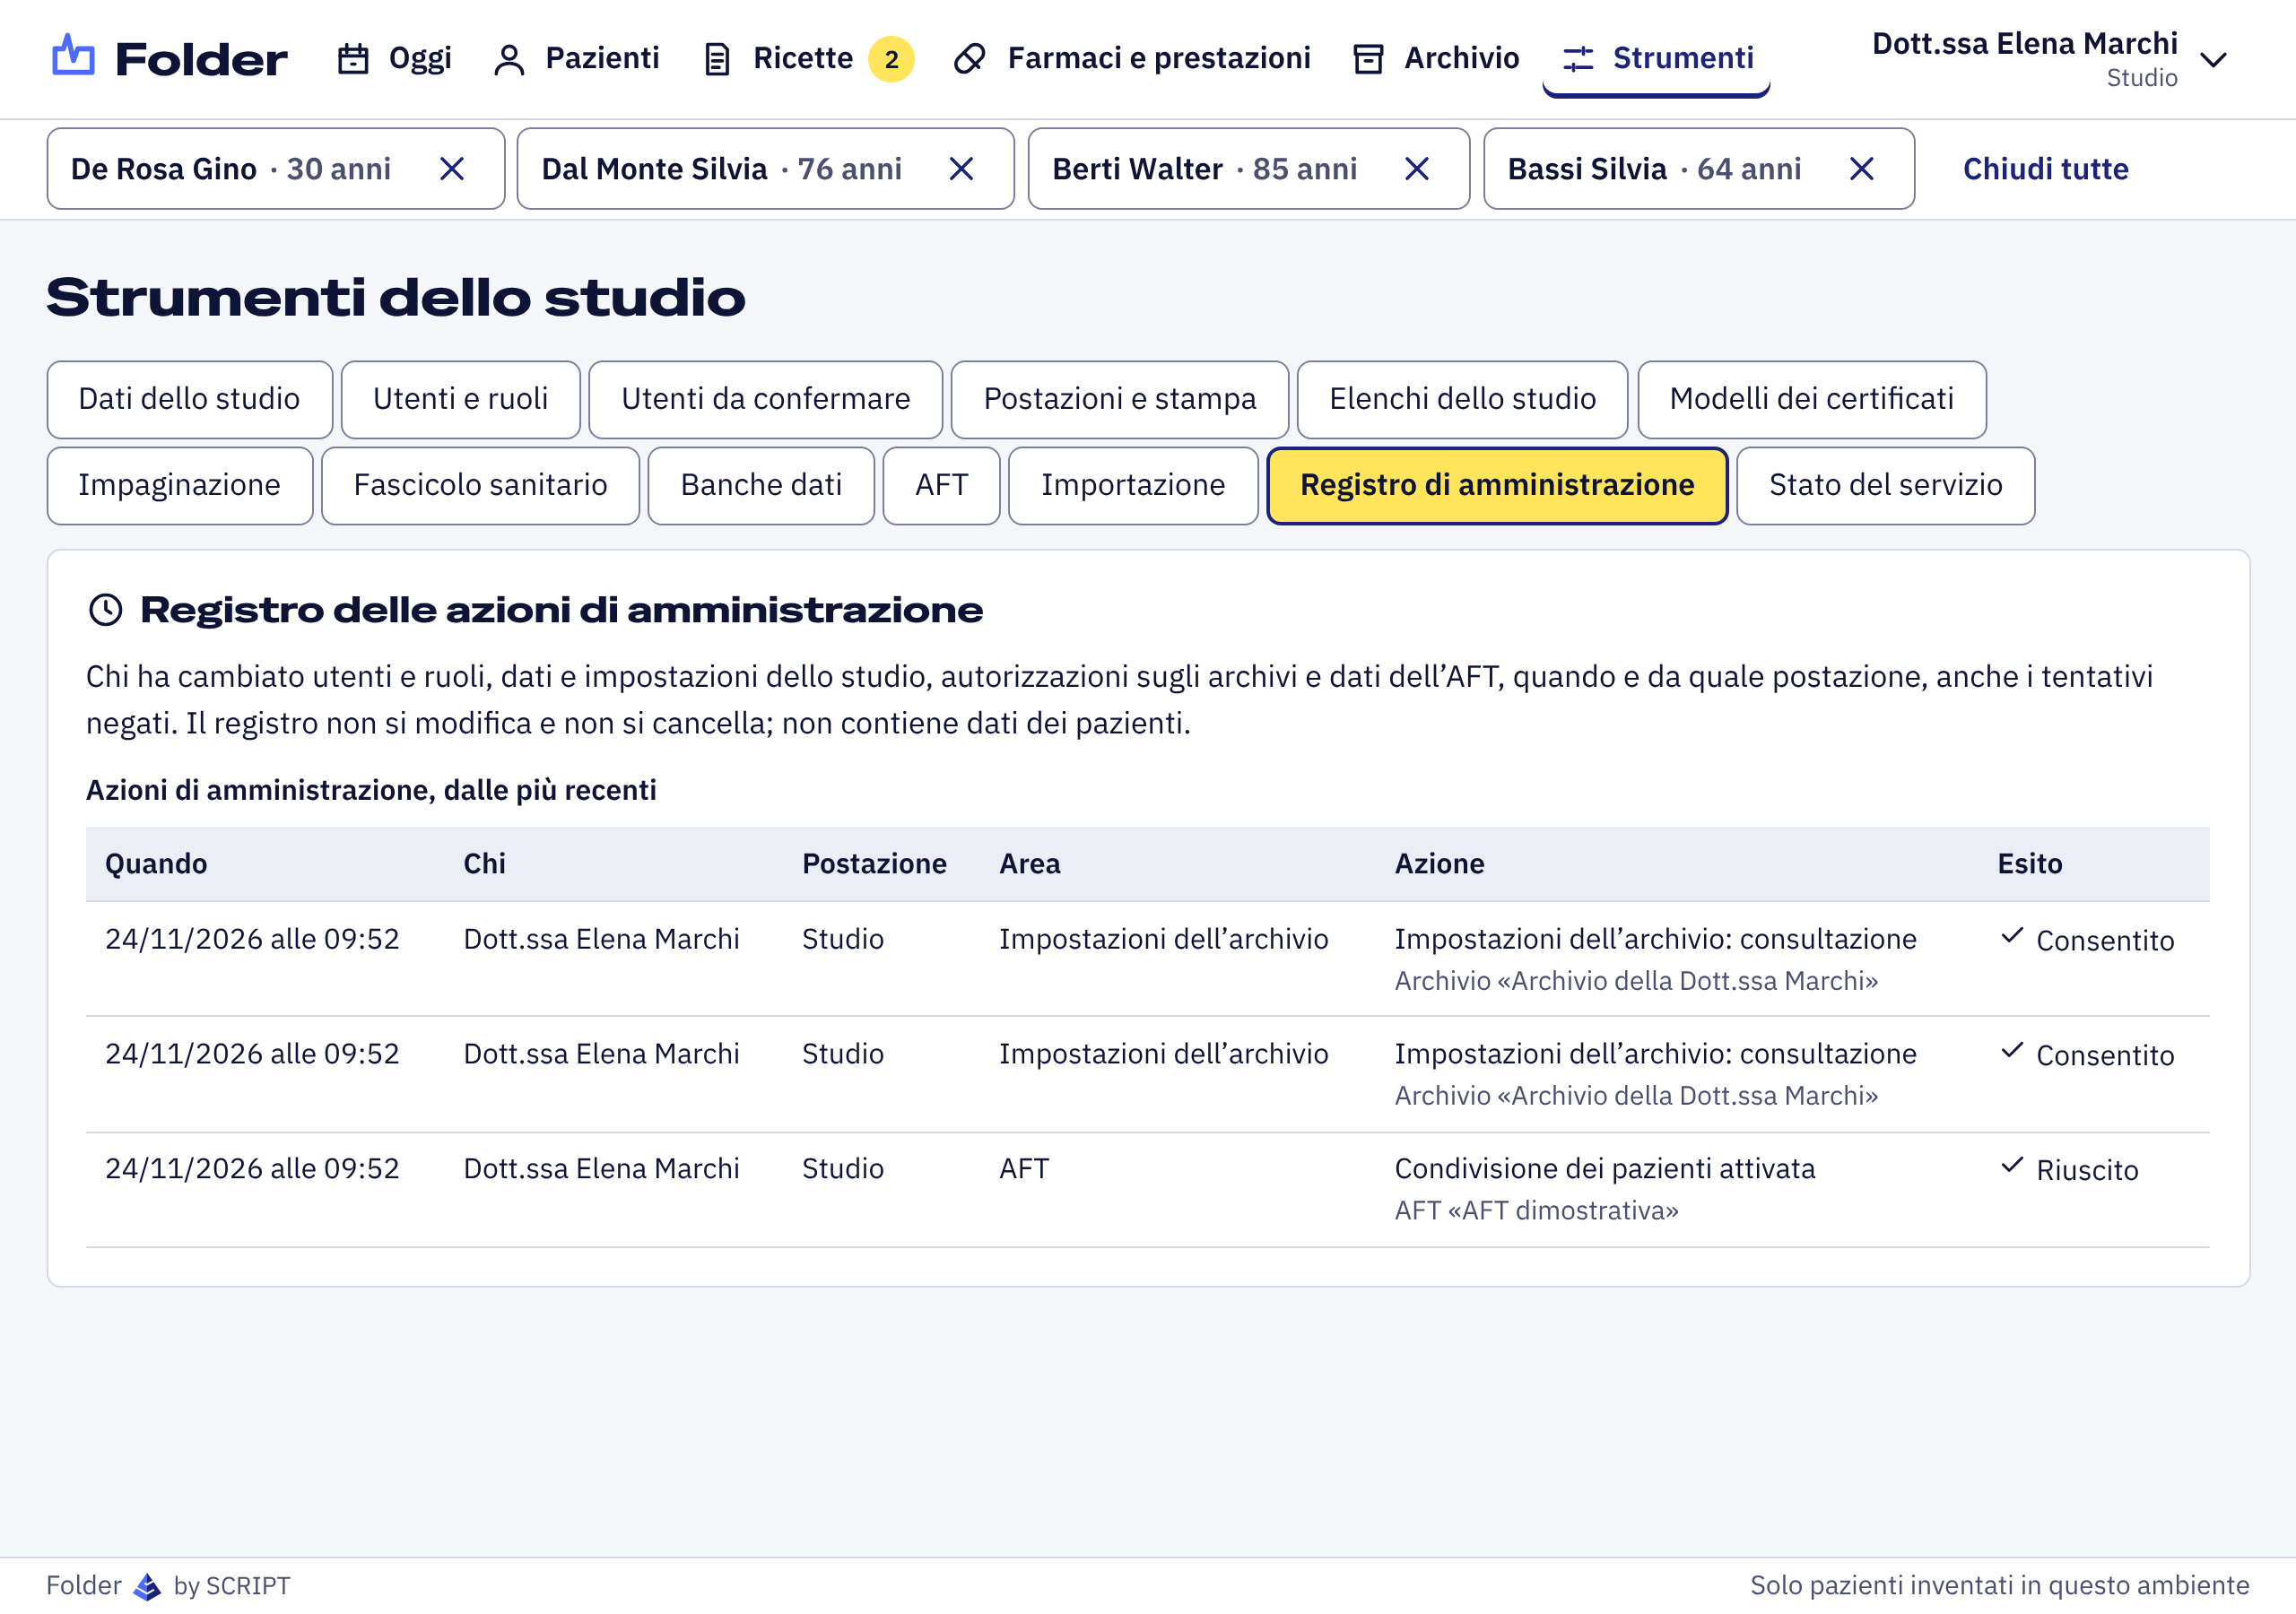 Folder
Oggi
Pazienti
Ricette 2
Farmaci e prestazioni
Archivio
Strumenti
Dott.ssa Elena Marchi
Studio
De Rosa Gino · 30 anni
Dal Monte Silvia · 76 anni
Berti Walter · 85 anni
Bassi Silvia · 64 anni
Chiudi tutte
Strumenti dello studio
Dati dello studio
Utenti e ruoli
Utenti da confermare
Postazioni e stampa
Elenchi dello studio
Modelli dei certificati
Impaginazione
Fascicolo sanitario
Banche dati
AFT
Importazione
Registro di amministrazione
Stato del servizio
Registro delle azioni di amministrazione
Chi ha cambiato utenti e ruoli, dati e impostazioni dello studio, autorizzazioni sugli archivi e dati dell’AFT, quando e da quale postazione, anche i tentativi
negati. Il registro non si modifica e non si cancella; non contiene dati dei pazienti.
Azioni di amministrazione, dalle più recenti
Quando Chi Postazione Area Azione Esito
24/11/2026 alle 09:52 Dott.ssa Elena Marchi Studio Impostazioni dell’archivio Impostazioni dell’archivio: consultazione Consentito
Archivio «Archivio della Dott.ssa Marchi»
24/11/2026 alle 09:52 Dott.ssa Elena Marchi Studio Impostazioni dell’archivio Impostazioni dell’archivio: consultazione Consentito
Archivio «Archivio della Dott.ssa Marchi»
24/11/2026 alle 09:52 Dott.ssa Elena Marchi Studio AFT Condivisione dei pazienti attivata Riuscito
AFT «AFT dimostrativa»
Folder by SCRIPT
Solo pazienti inventati in questo ambiente